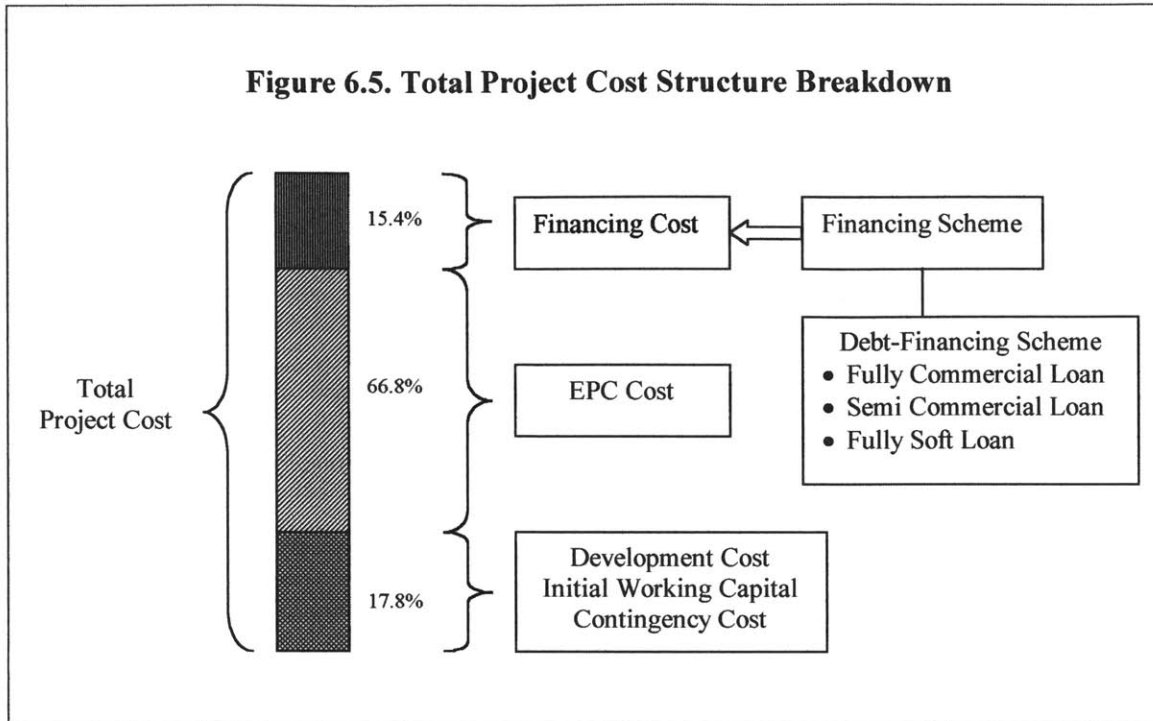 Figure 6.5. Total Project Cost Structure Breakdown
15.4%
Financing Cost
Financing Scheme
Debt-Financing Scheme
• Fully Commercial Loan
• Semi Commercial Loan
• Fully Soft Loan
Total
Project Cost
66.8%
EPC Cost
17.8%
Development Cost
Initial Working Capital
Contingency Cost